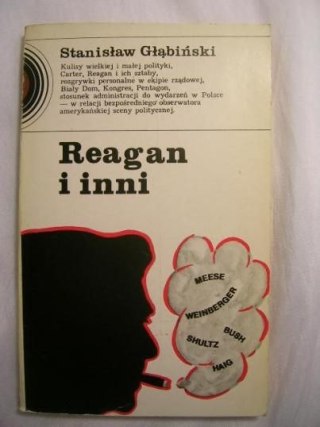 Stanisław Głąbiński
Kulisy wielkiej i małej polityki,
Carter, Reagan i ich sztaby,
rozgrywki personalne w ekipie rządowej,
Biały Dom, Kongres, Pentagon,
stosunek administracji do wydarzeń w Polsce
— w relacji bezpośredniego obserwatora
amerykańskiej sceny politycznej.
Reagan
i inni
MEESE
WEINBERGER
BUSH
SHULTZ
HAIG